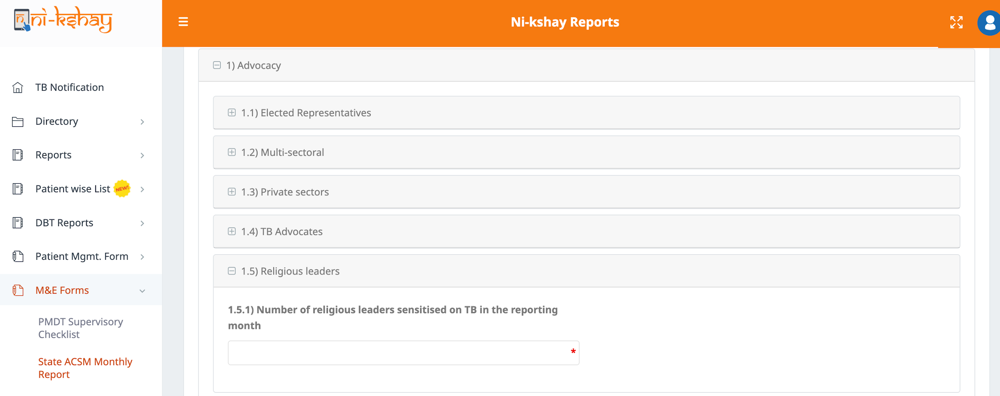 ni-kshay
Ni-kshay Reports
TB Notification
Directory
Reports
Patient wise List NEW!
DBT Reports
Patient Mgmt. Form
M&E Forms
PMDT Supervisory
Checklist
State ACSM Monthly
Report
1) Advocacy
1.1) Elected Representatives
1.2) Multi-sectoral
1.3) Private sectors
1.4) TB Advocates
1.5) Religious leaders
1.5.1) Number of religious leaders sensitised on TB in the reporting
month
*